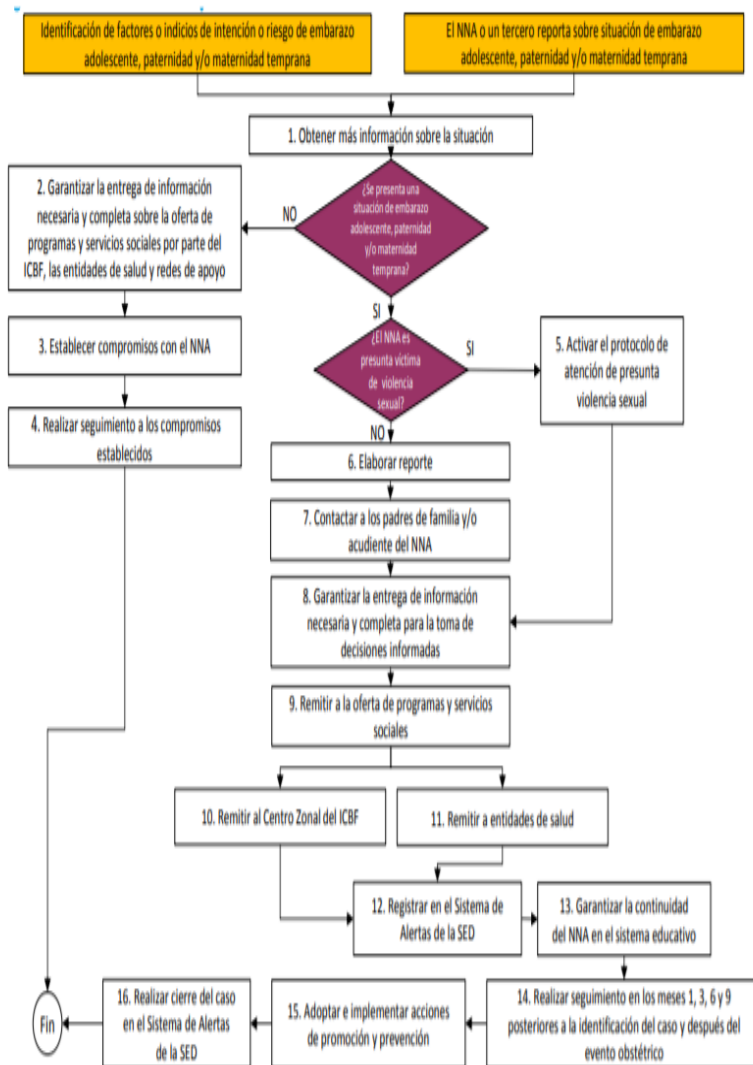 Identificación de factores o indicios de intención o riesgo de embarazo
adolescente, paternidad y/o maternidad temprana
El NNA o un tercero reporta sobre situación de embarazo
adolescente, paternidad y/o maternidad temprana
1. Obtener más información sobre la situación
2. Garantizar la entrega de información
necesaria y completa sobre la oferta de
programas y servicios sociales por parte del
ICBF, las entidades de salud y redes de apoyo
NO
¿Se presenta una
situación de embarazo
adolescente, paternidad
y/o maternidad
temprana?
SI
3. Establecer compromisos con el NNA
¿El NNA es
presunta víctima
de violencia
sexual?
SI
5. Activar el protocolo de
atención de presunta
violencia sexual
4. Realizar seguimiento a los compromisos
establecidos
NO
6. Elaborar reporte
7. Contactar a los padres de familia y/o
acudiente del NNA
8. Garantizar la entrega de información
necesaria y completa para la toma de
decisiones informadas
9. Remitir a la oferta de programas y servicios
sociales
10. Remitir al Centro Zonal del ICBF
11. Remitir a entidades de salud
12. Registrar en el Sistema de
Alertas de la SED
13. Garantizar la continuidad
del NNA en el sistema educativo
14. Realizar seguimiento en los meses 1, 3, 6 y 9
posteriores a la identificación del caso y después del
evento obstétrico
15. Adoptar e implementar acciones
de promoción y prevención
16. Realizar cierre del caso
en el Sistema de Alertas
de la SED
Fin